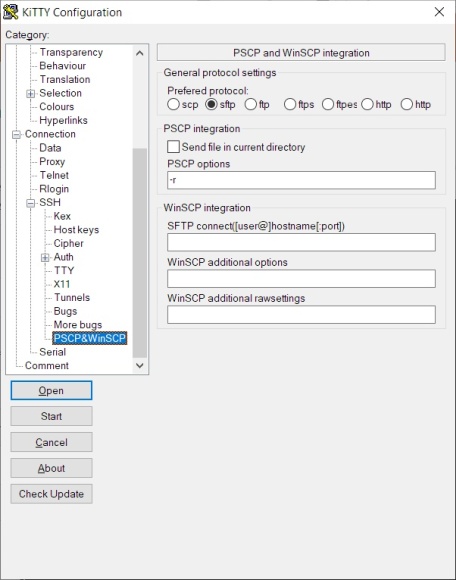 KiTTY Configuration
Category:
Transparency
Behaviour
Translation
Selection
Colours
Hyperlinks
Connection
Data
Proxy
Telnet
Rlogin
SSH
Kex
Host keys
Cipher
Auth
TTY
X11
Tunnels
Bugs
More bugs
PSCP&WinSCP
Serial
Comment
PSCP and WinSCP integration
General protocol settings
Prefered protocol:
scp sftp ftp ftps ftpes http http
PSCP integration
Send file in current directory
PSCP options
-r
WinSCP integration
SFTP connect([user@]hostname[:port])
WinSCP additional options
WinSCP additional rawsettings
Open
Start
Cancel
About
Check Update